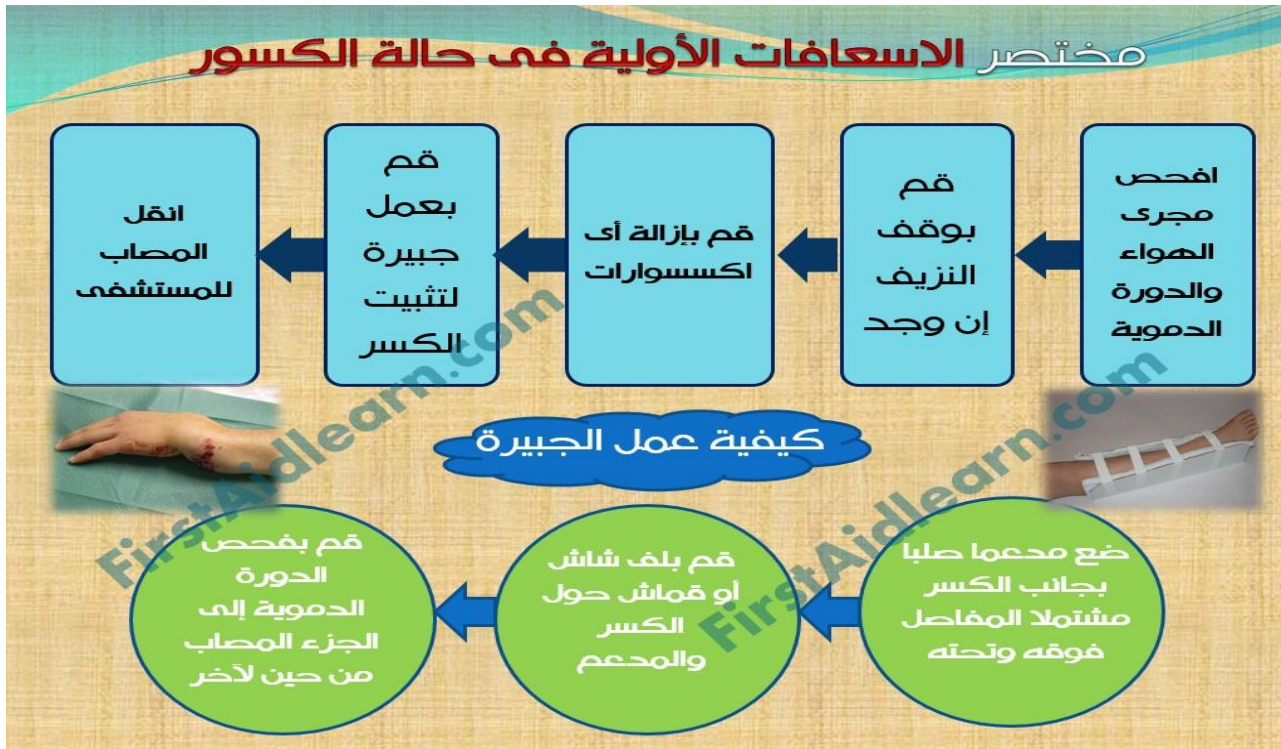 مختصر الاسعافات الأولية فى حالة الكسور
افحص
مجرى
الهواء
والدورة
الدموية
قم
بوقف
النزيف
إن وجد
قم بإزالة أى
اكسسوارات
قم
بعمل
جبيرة
لتثبيت
الكسر
انقل
المصاب
للمستشفى
كيفية عمل الجبيرة
ضع مدعما صلبا
بجانب الكسر
مشتملا المفاصل
فوقه وتحته
قم بلف شاش
أو قماش حول
الكسر
والمدعم
قم بفحص
الدورة
الدموية إلى
الجزء المصاب
من حين لآخر
FirstAidlearn.com
FirstAidlearn.com